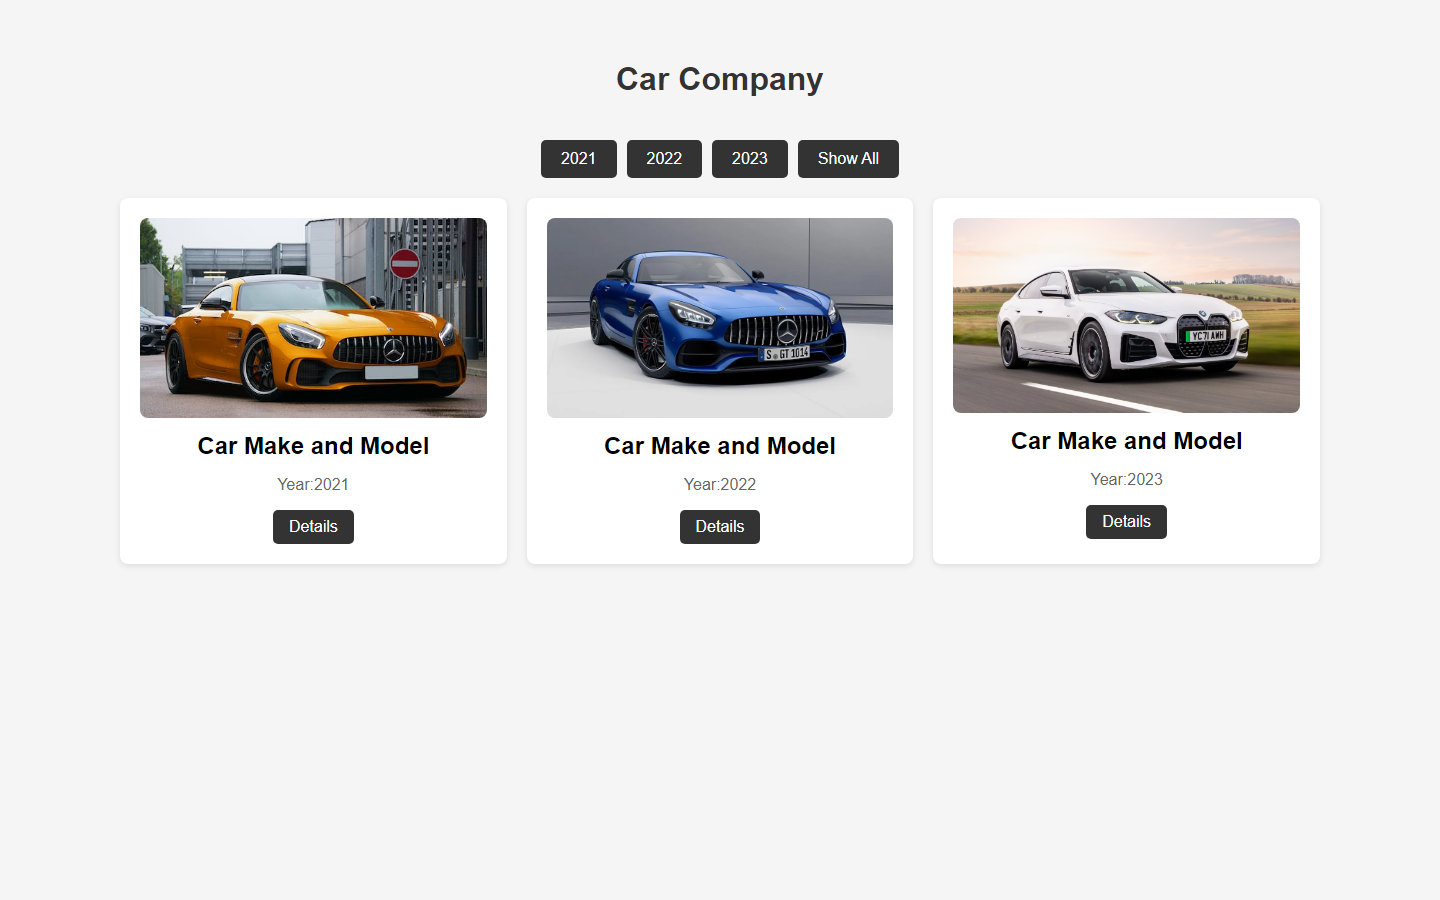 Car Company
2021
2022
2023
Show All
S GT 1014
YC71 AWH
Car Make and Model
Car Make and Model
Car Make and Model
Year:2021
Year:2022
Year:2023
Details
Details
Details